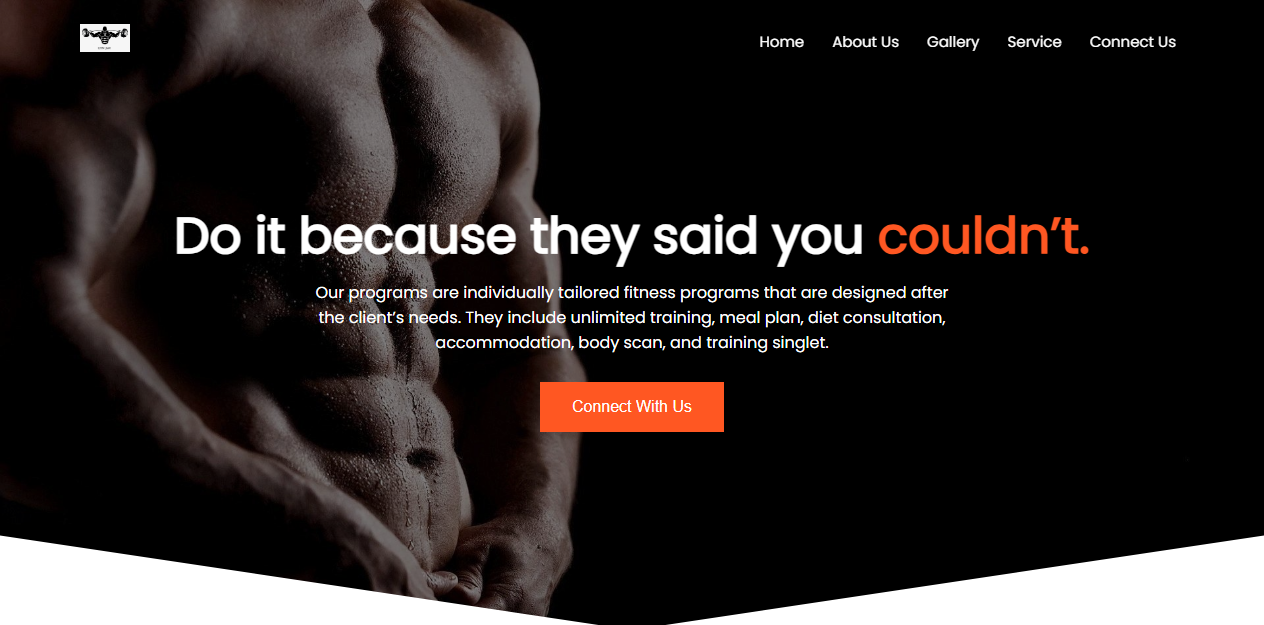 Home About Us Gallery Service Connect Us
Do it because they said you couldn’t.
Our programs are individually tailored fitness programs that are designed after
the client’s needs. They include unlimited training, meal plan, diet consultation,
accommodation, body scan, and training singlet.
Connect With Us